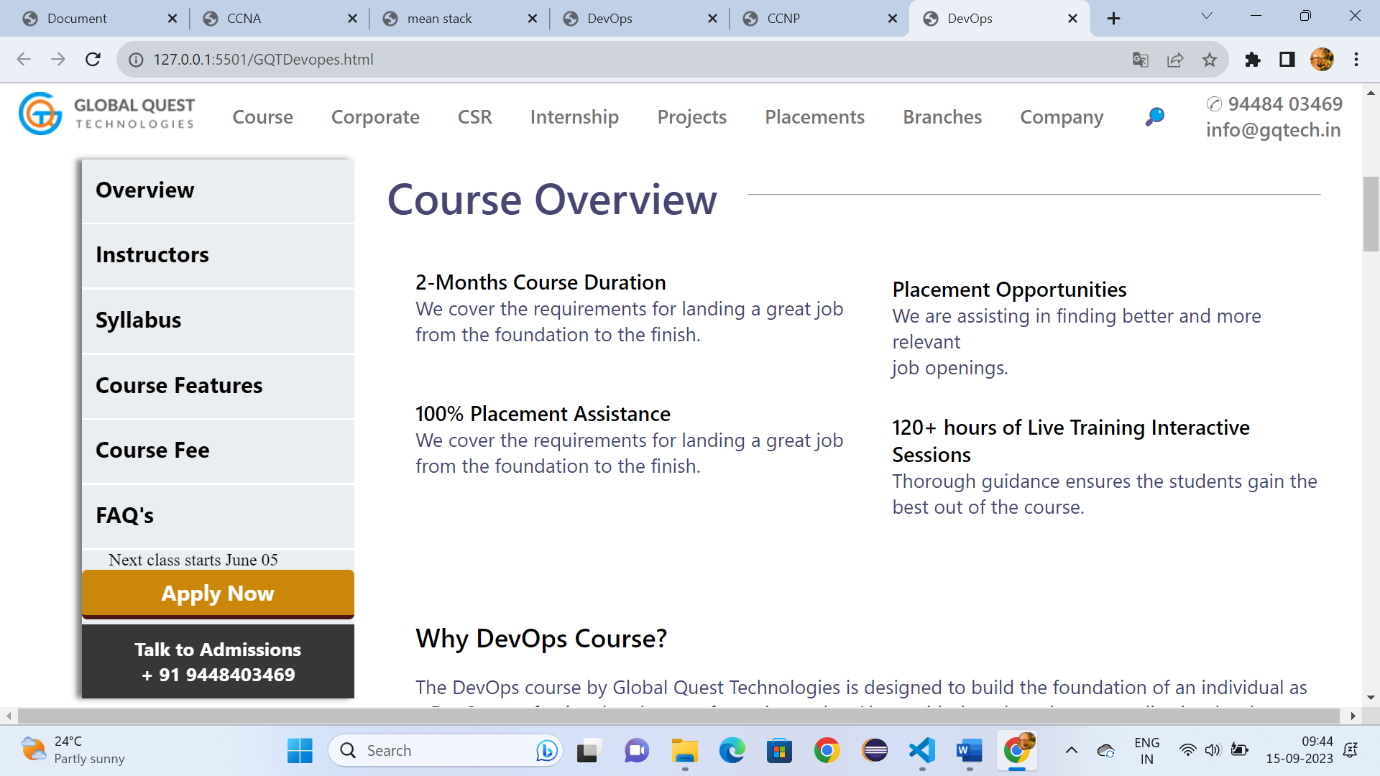 Document
CCNA
mean stack
DevOps
CCNP
DevOps
127.0.0.1:5501/GQTDevopes.html
GLOBAL QUEST
TECHNOLOGIES
Course Corporate CSR Internship Projects Placements Branches Company
94484 03469
info@gqtech.in
Overview
Instructors
Syllabus
Course Features
Course Fee
FAQ's
Next class starts June 05
Apply Now
Talk to Admissions
+ 91 9448403469
Course Overview
2-Months Course Duration
We cover the requirements for landing a great job
from the foundation to the finish.
100% Placement Assistance
We cover the requirements for landing a great job
from the foundation to the finish.
Placement Opportunities
We are assisting in finding better and more
relevant
job openings.
120+ hours of Live Training Interactive
Sessions
Thorough guidance ensures the students gain the
best out of the course.
Why DevOps Course?
The DevOps course by Global Quest Technologies is designed to build the foundation of an individual as
24°C
Partly sunny
Search
ENG
IN
09:44
15-09-2023